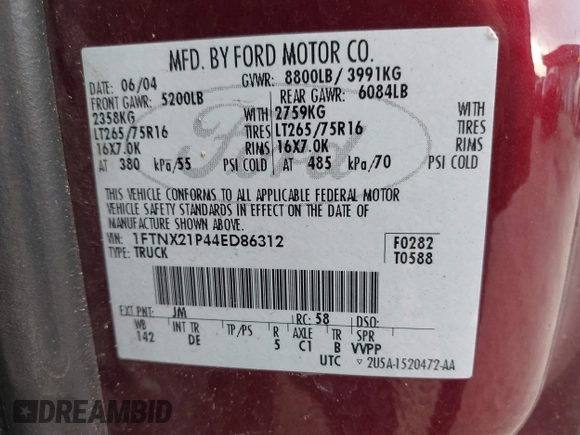 MFD. BY FORD MOTOR CO.
DATE: 06/04 GVWR: 8800LB/ 3991KG
FRONT GAWR: 5200LB REAR GAWR: 6084LB
2358KG WITH 2759KG WITH
LT265/75R16 TIRES LT265/75R16 TIRES
16X7.0K RIMS 16X7.0K RIMS
AT 380 kPa/55 PSI COLD AT 485 kPa/70 PSI COLD
Ford
THIS VEHICLE CONFORMS TO ALL APPLICABLE FEDERAL MOTOR
VEHICLE SAFETY STANDARDS IN EFFECT ON THE DATE OF
MANUFACTURE SHOWN ABOVE.
VIN: 1FTNX21P44ED86312 F0282
TYPE: TRUCK T0588
EXT PNT: JM RC: 58 DSO:
WB INT TR TP/PS R AXLE TR SPR
142 DE 5 C1 B VVPP
UTC ▽ 2U5A-1520472-AA
DREAMBID